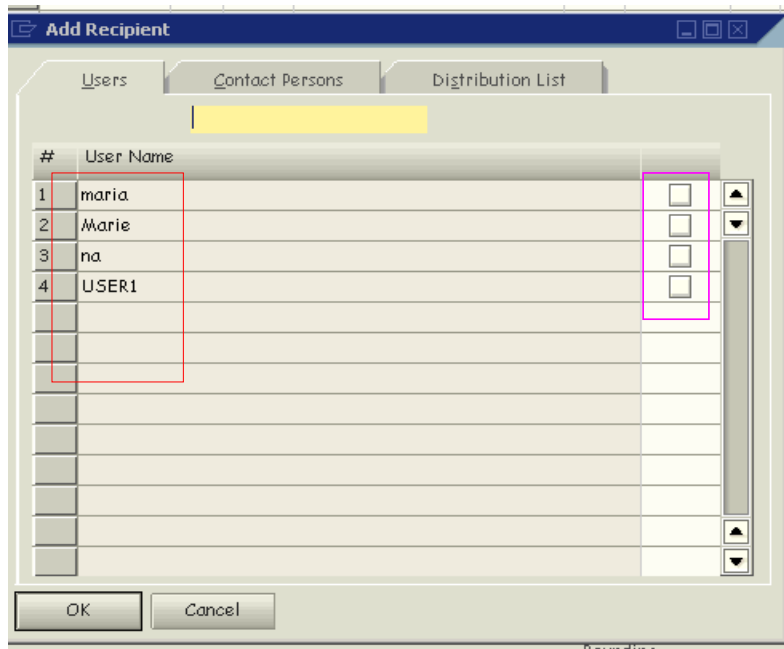 Add Recipient
Users Contact Persons Distribution List
# User Name
1 maria
2 Marie
3 na
4 USER1
OK Cancel